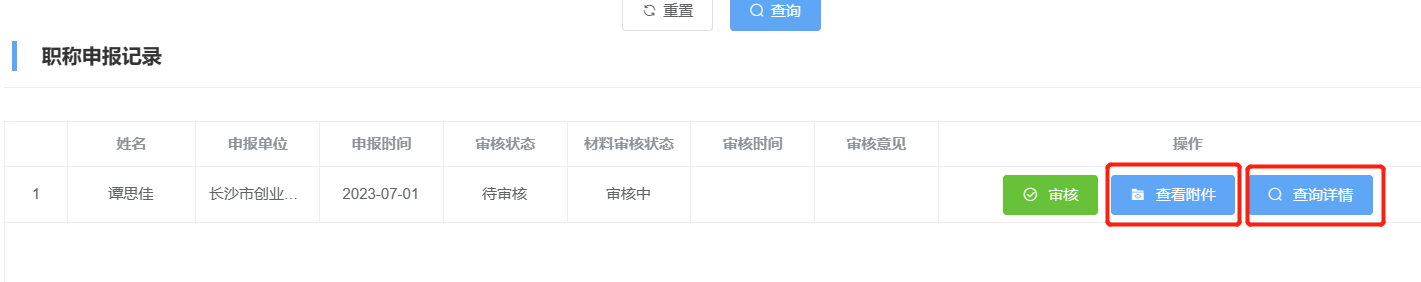 重置 查询
职称申报记录
姓名 申报单位 申报时间 审核状态 材料审核状态 审核时间 审核意见 操作
1 谭思佳 长沙市创业... 2023-07-01 待审核 审核中 审核 查看附件 查询详情